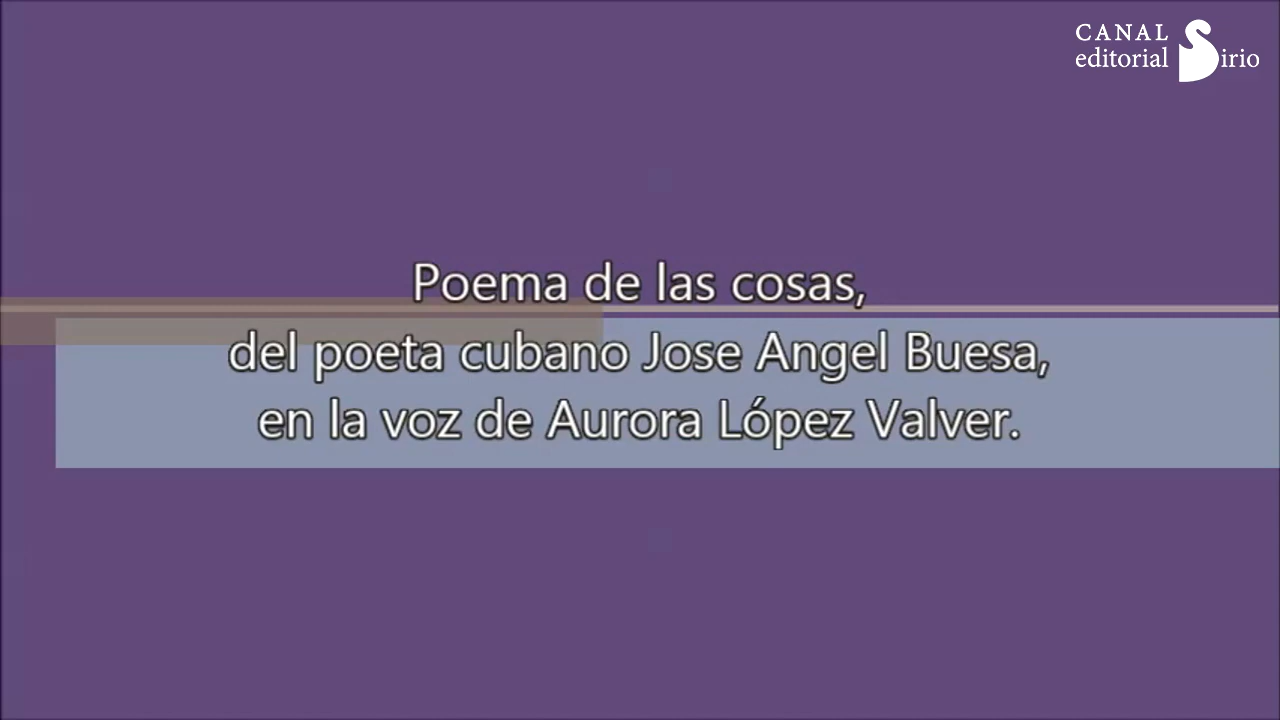 CANAL
editorial Sirio
Poema de las cosas,
del poeta cubano Jose Angel Buesa,
en la voz de Aurora López Valver.